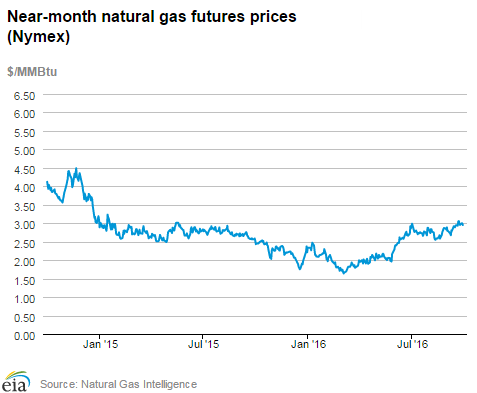 Near-month natural gas futures prices
(Nymex)
$/MMBtu
6.50
6.00
5.50
5.00
4.50
4.00
3.50
3.00
2.50
2.00
1.50
1.00
0.50
0.00
Jan '15
Jul '15
Jan '16
Jul '16
eia
Source: Natural Gas Intelligence